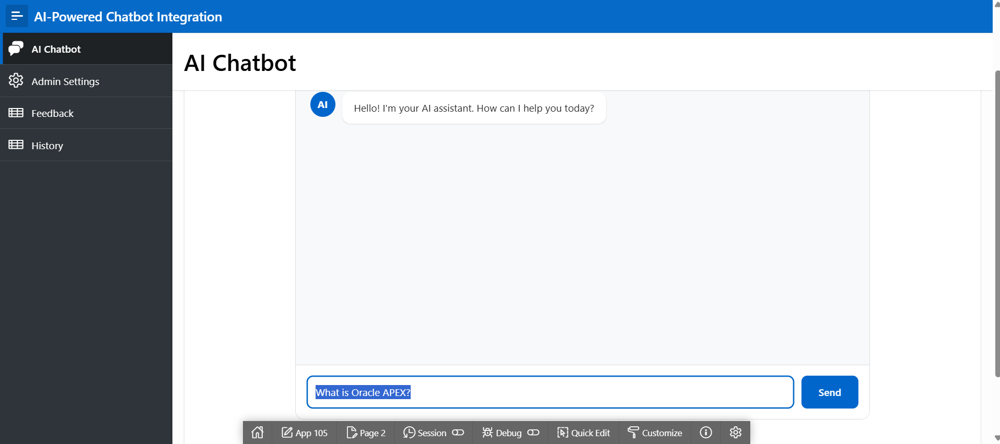 AI-Powered Chatbot Integration
AI Chatbot
Admin Settings
Feedback
History
AI Chatbot
AI
Hello! I'm your AI assistant. How can I help you today?
What is Oracle APEX?
Send
App 105
Page 2
Session
Debug
Quick Edit
Customize